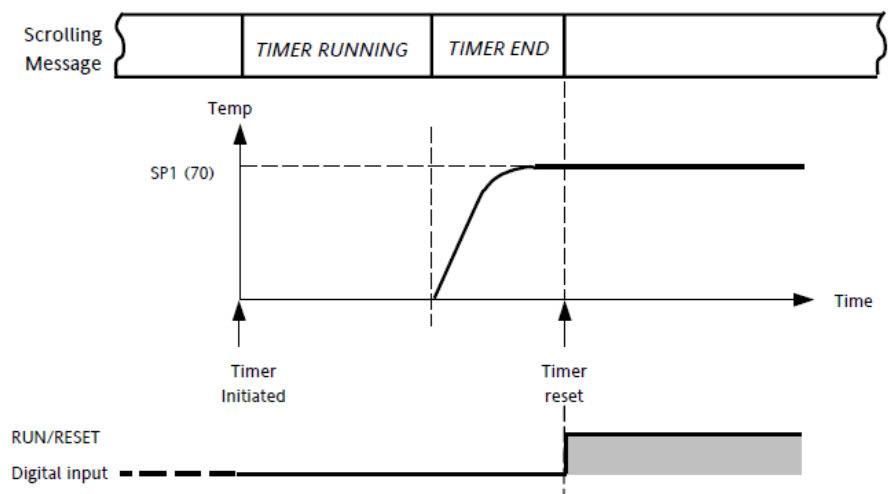 Scrolling
Message
TIMER RUNNING
TIMER END
Temp
SP1 (70)
Time
Timer
Initiated
Timer
reset
RUN/RESET
Digital input